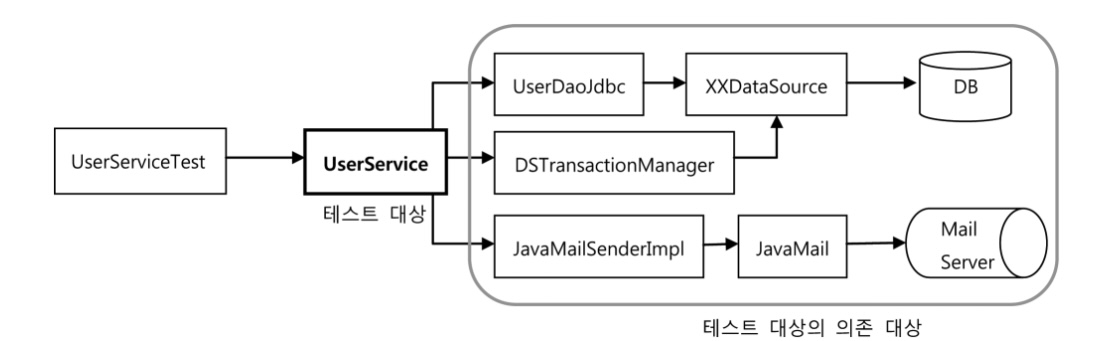 UserDaoJdbc
XXDataSource
DB
UserServiceTest
UserService
DSTransactionManager
테스트 대상
JavaMailSenderImpl
JavaMail
Mail
Server
테스트 대상의 의존 대상